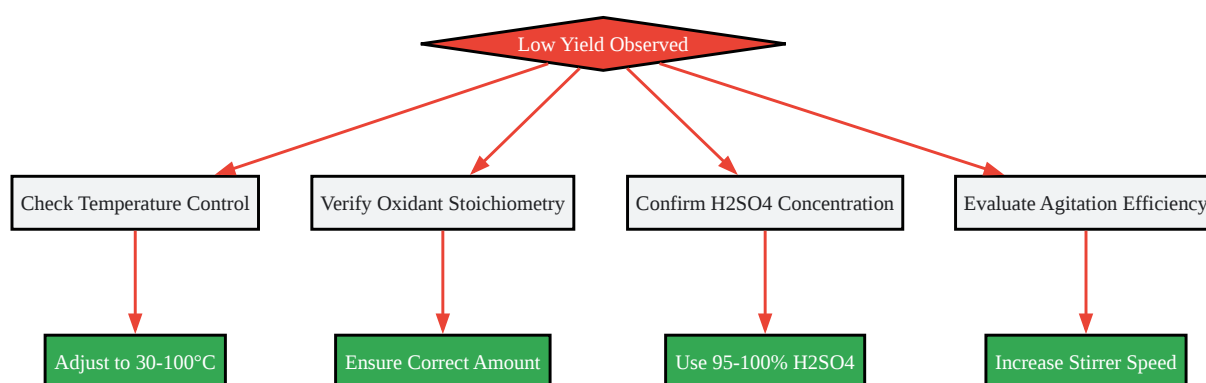 Low Yield Observed
Check Temperature Control
Verify Oxidant Stoichiometry
Confirm H2SO4 Concentration
Evaluate Agitation Efficiency
Adjust to 30-100°C
Ensure Correct Amount
Use 95-100% H2SO4
Increase Stirrer Speed